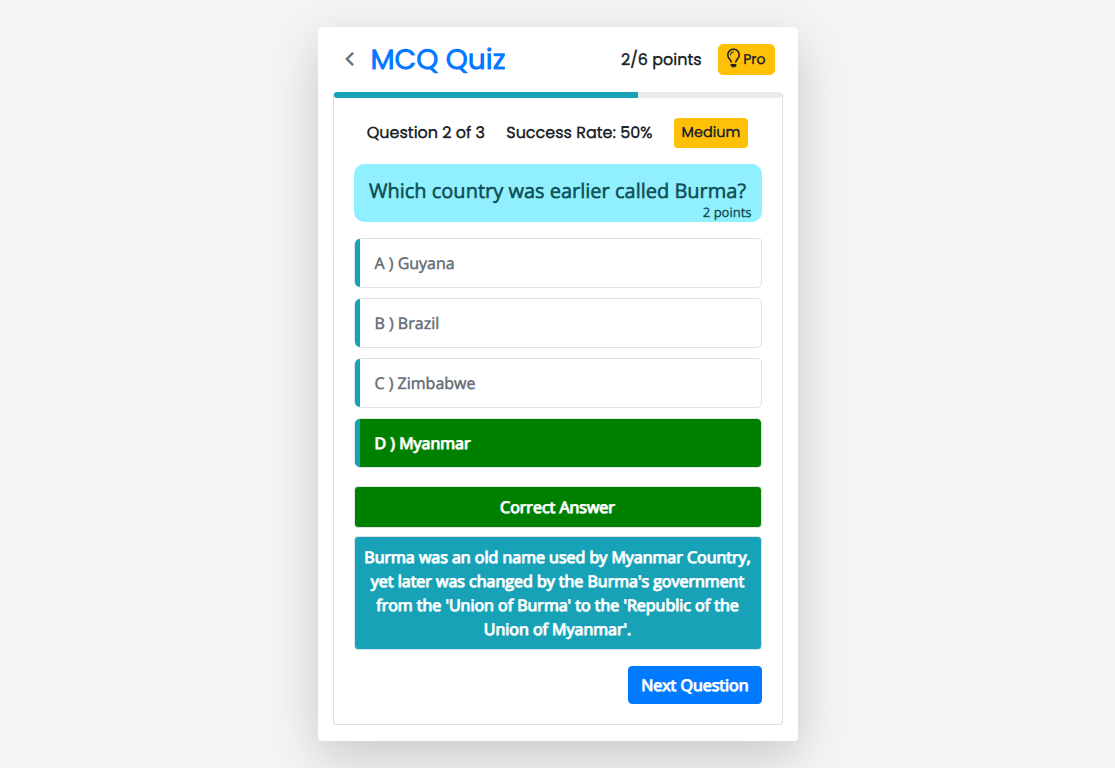 MCQ Quiz
2/6 points
Pro
Question 2 of 3
Success Rate: 50%
Medium
Which country was earlier called Burma?
2 points
A ) Guyana
B ) Brazil
C ) Zimbabwe
D ) Myanmar
Correct Answer
Burma was an old name used by Myanmar Country,
yet later was changed by the Burma's government
from the 'Union of Burma' to the 'Republic of the
Union of Myanmar'.
Next Question